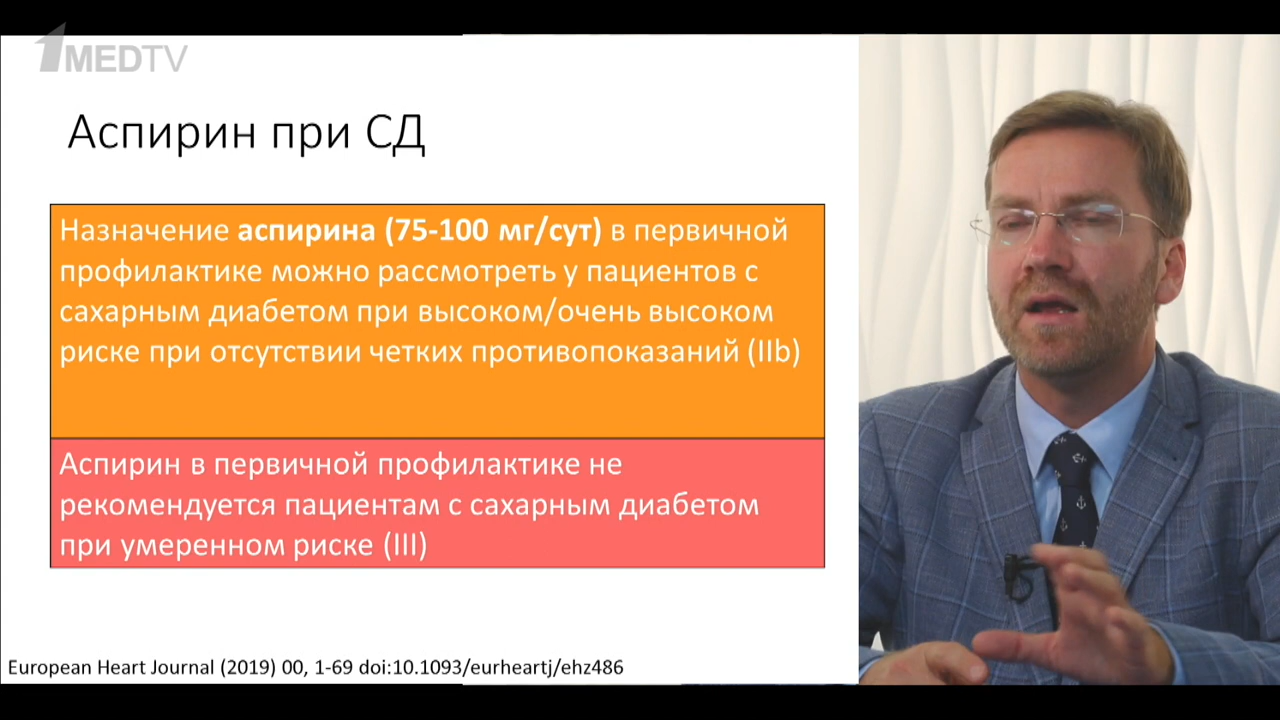 1MEDTV
Аспирин при СД
Назначение аспирина (75-100 мг/сут) в первичной
профилактике можно рассмотреть у пациентов с
сахарным диабетом при высоком/очень высоком
риске при отсутствии четких противопоказаний (IIb)
Аспирин в первичной профилактике не
рекомендуется пациентам с сахарным диабетом
при умеренном риске (III)
European Heart Journal (2019) 00, 1-69 doi:10.1093/eurheartj/ehz486